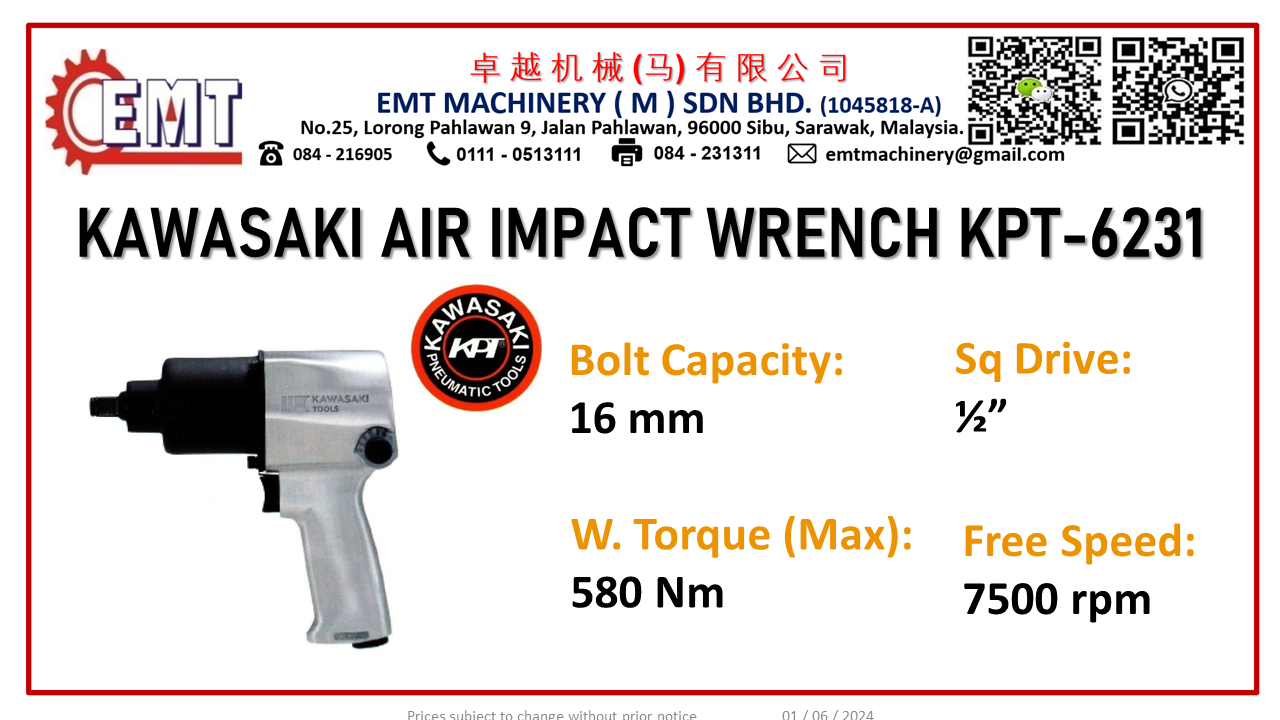 EMT
卓越机械(马)有限公司
EMT MACHINERY ( M ) SDN BHD. (1045818-A)
No.25, Lorong Pahlawan 9, Jalan Pahlawan, 96000 Sibu, Sarawak, Malaysia.
084 - 216905 0111 - 0513111 084 - 231311 emtmachinery@gmail.com
KAWASAKI AIR IMPACT WRENCH KPT-6231
KAWASAKI
KPT
PNEUMATIC TOOLS
KAWASAKI
TOOLS
Bolt Capacity: Sq Drive:
16 mm ½”
W. Torque (Max): Free Speed:
580 Nm 7500 rpm
Prices subject to change without prior notice 01 / 06 / 2024